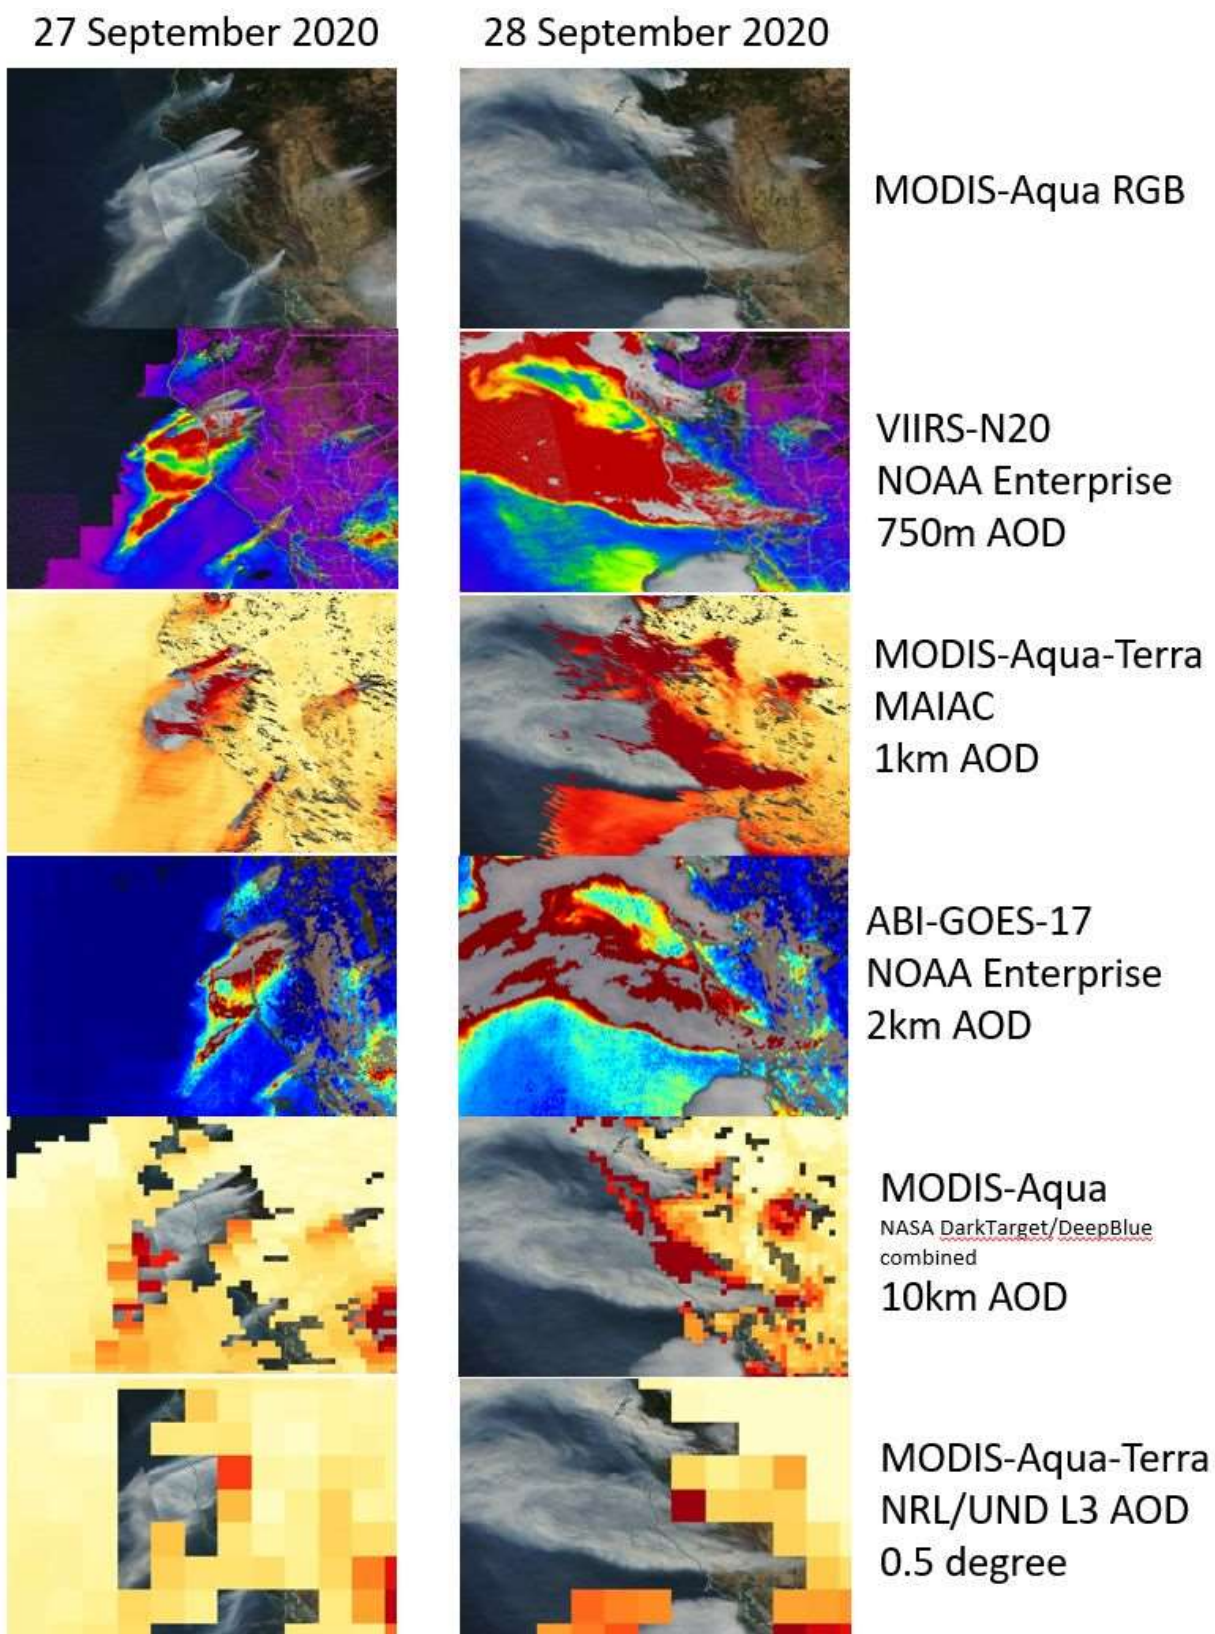 27 September 2020
28 September 2020
MODIS-Aqua RGB
VIIRS-N20
NOAA Enterprise
750m AOD
MODIS-Aqua-Terra
MAIAC
1km AOD
ABI-GOES-17
NOAA Enterprise
2km AOD
MODIS-Aqua
NASA DarkTarget/DeepBlue
combined
10km AOD
MODIS-Aqua-Terra
NRL/UND L3 AOD
0.5 degree